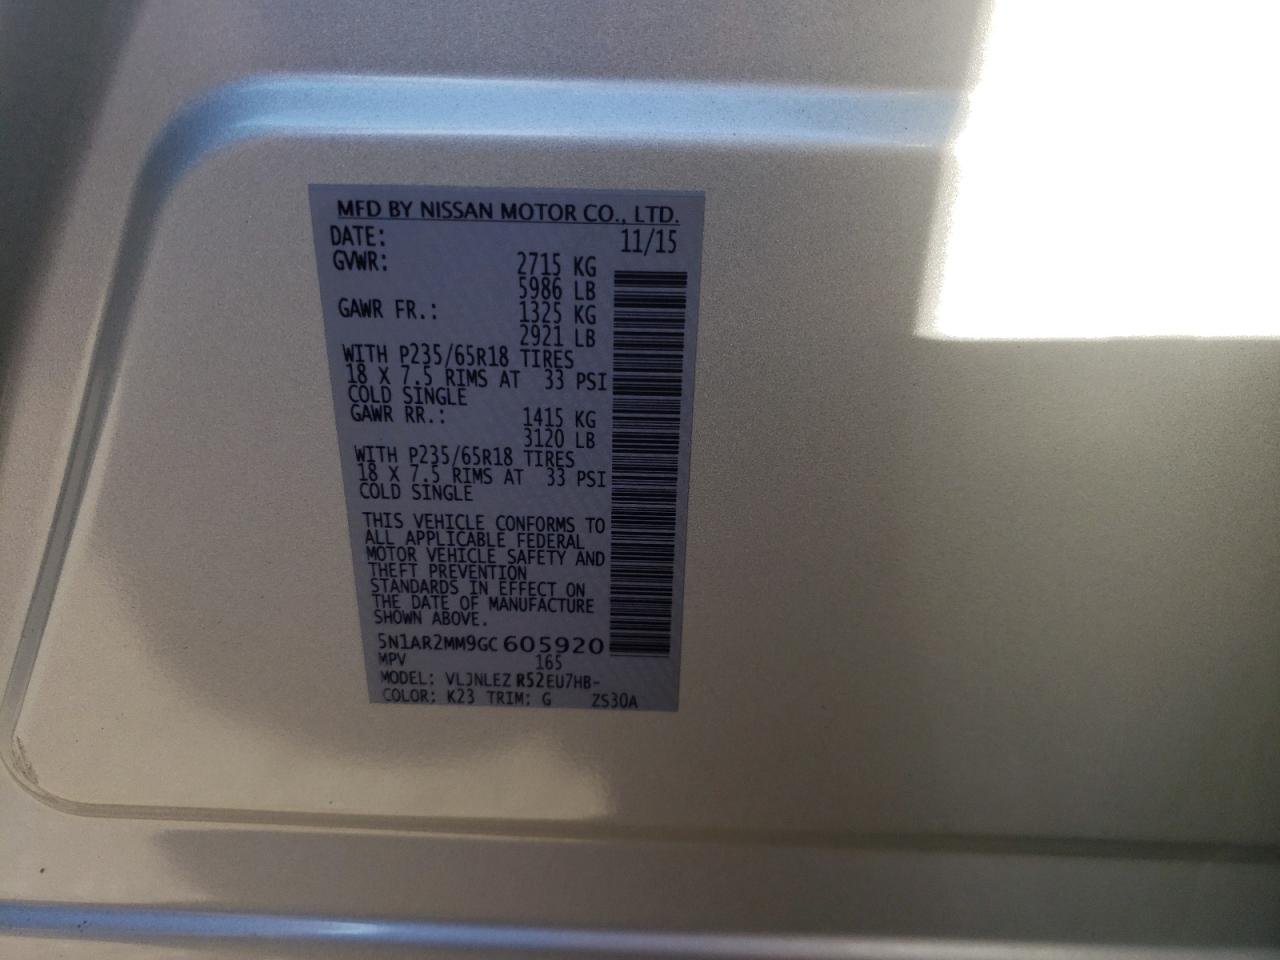 MFD BY NISSAN MOTOR CO., LTD.
DATE: 11/15
GVWR: 2715 KG
5986 LB
GAWR FR.: 1325 KG
2921 LB
WITH P235/65R18 TIRES
18 X 7.5 RIMS AT 33 PSI
COLD SINGLE
GAWR RR.: 1415 KG
3120 LB
WITH P235/65R18 TIRES
18 X 7.5 RIMS AT 33 PSI
COLD SINGLE
THIS VEHICLE CONFORMS TO
ALL APPLICABLE FEDERAL
MOTOR VEHICLE SAFETY AND
THEFT PREVENTION
STANDARDS IN EFFECT ON
THE DATE OF MANUFACTURE
SHOWN ABOVE.
5N1AR2MM9GC605920
MPV 165
MODEL: VLJNLEZ R52EU7HB-
COLOR: K23 TRIM: G ZS30A